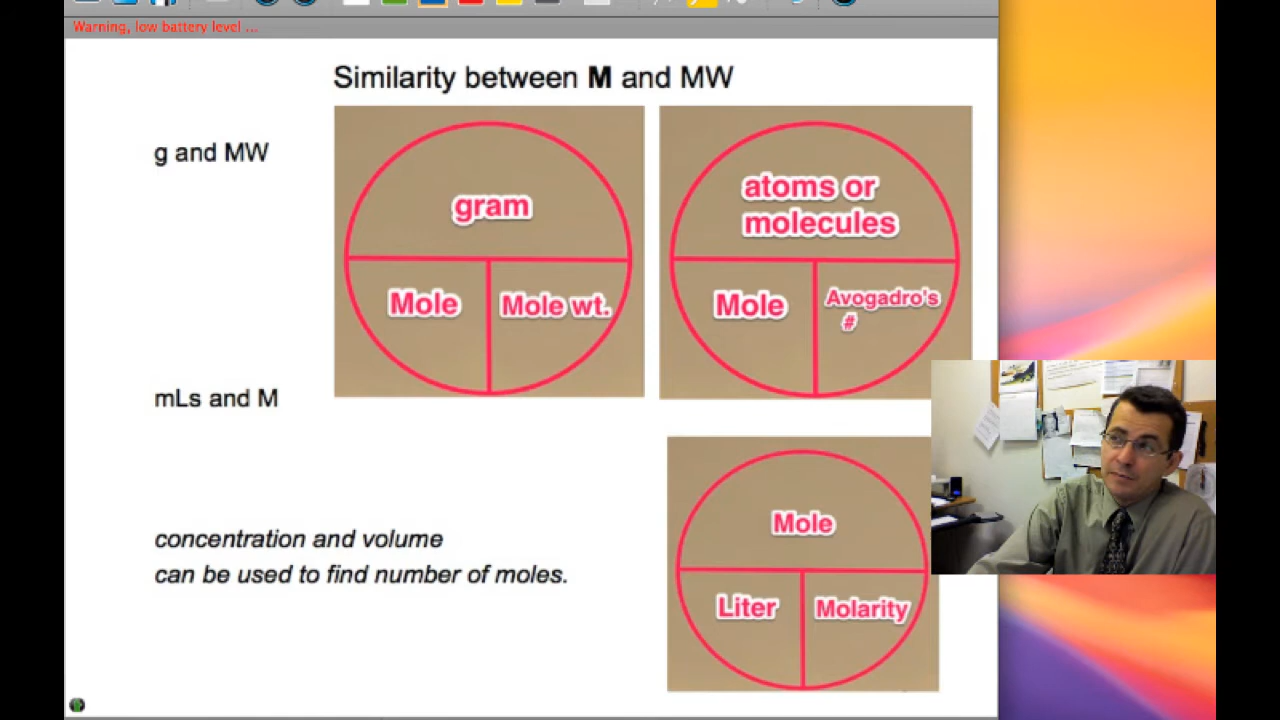 Warning, low battery level ...
Similarity between M and MW
g and MW
gram
Mole
Mole wt.
atoms or
molecules
Mole
Avogadro's
#
mLs and M
concentration and volume
can be used to find number of moles.
Mole
Liter
Molarity